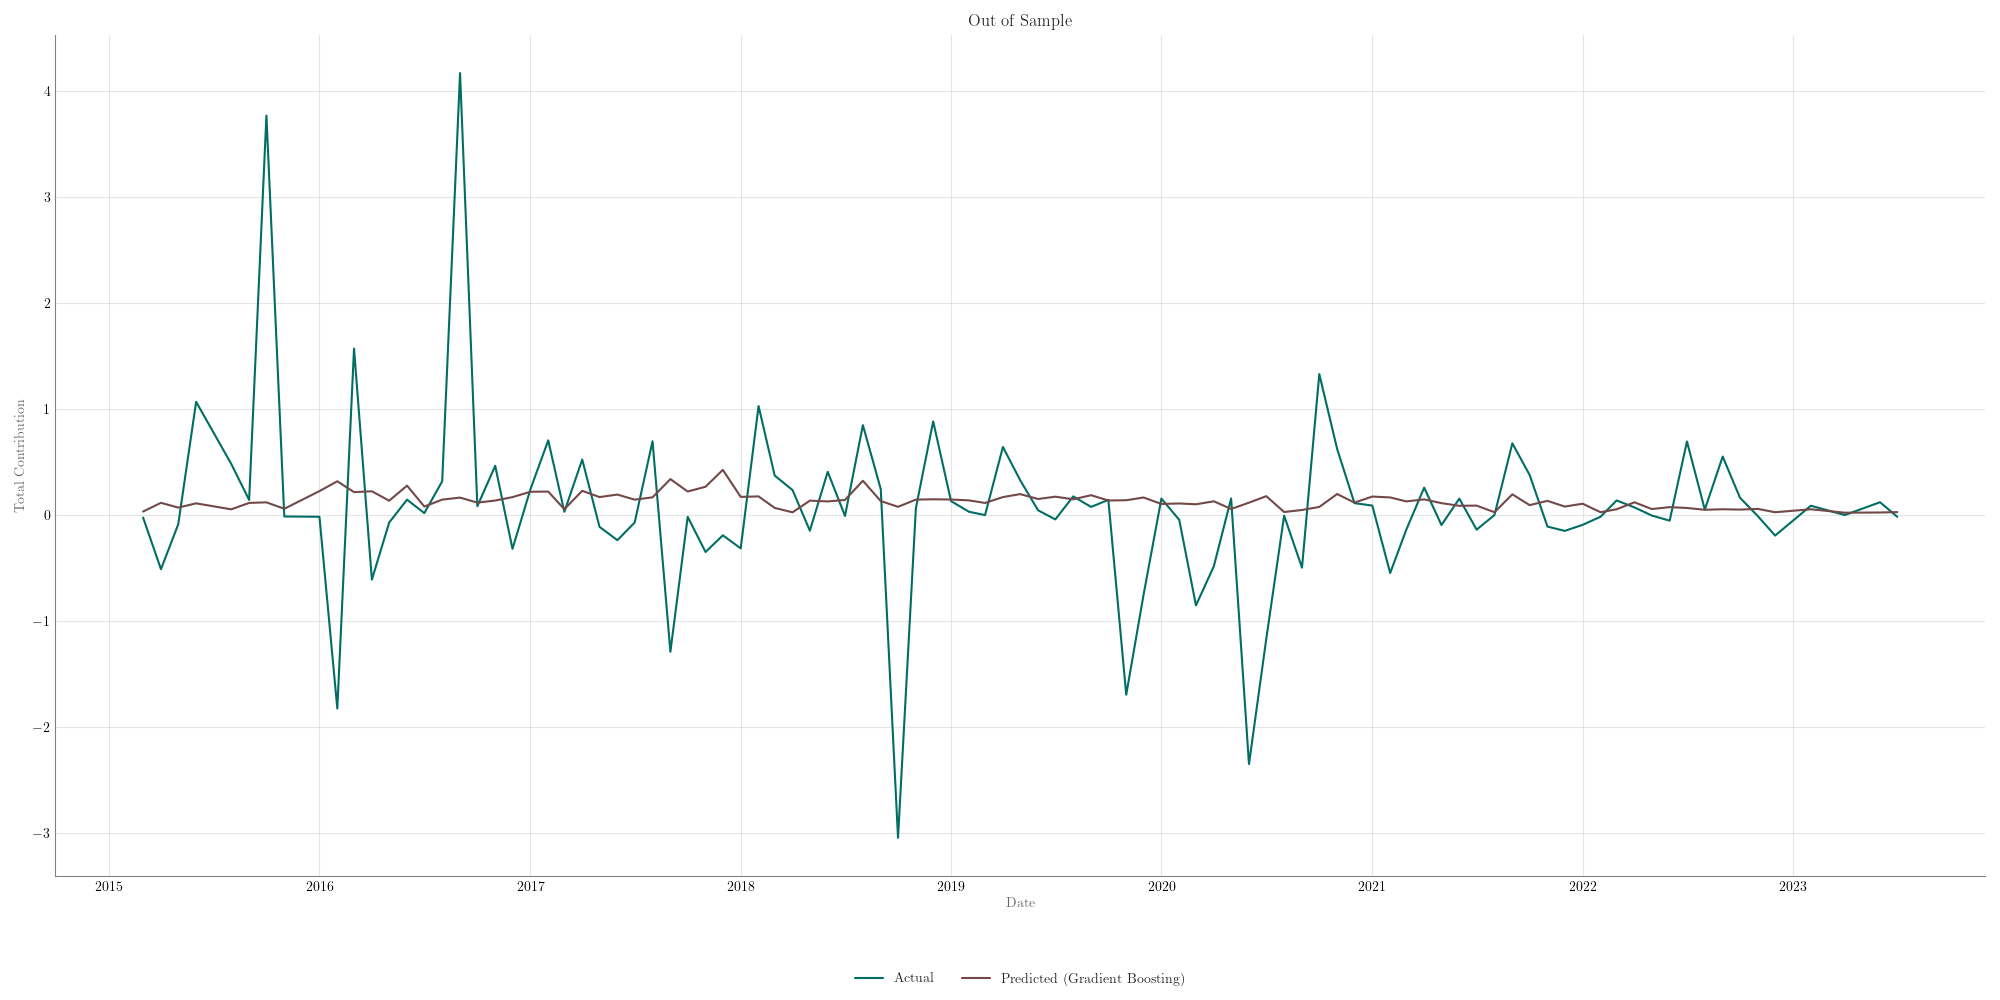 Out of Sample
Total Contribution
4
3
2
1
0
−1
−2
−3
2015 2016 2017 2018 2019 2020 2021 2022 2023
Date
Actual Predicted (Gradient Boosting)